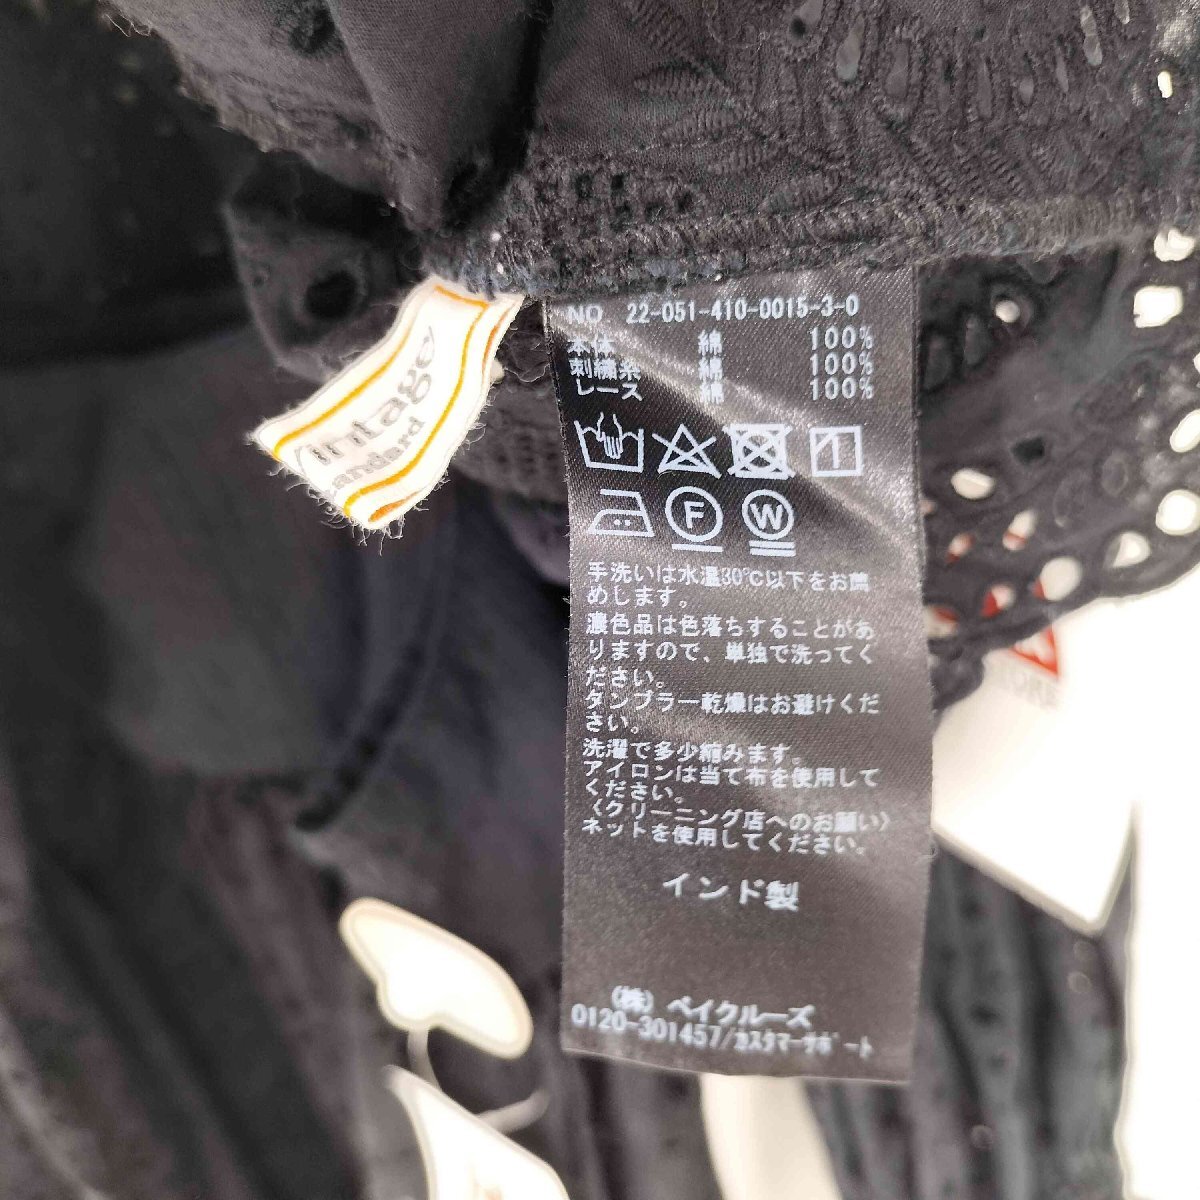 NO 22-051-410-0015-3-0
本体 綿 100%
刺繍糸 綿 100%
レース 綿 100%
F
W
手洗いは水温30℃以下をお薦
めします。
濃色品は色落ちすることがあ
りますので、単独で洗ってく
ださい。
タンブラー乾燥はお避けくだ
さい。
洗濯で多少縮みます。
アイロンは当て布を使用して
ください。
〈クリーニング店へのお願い〉
ネットを使用してください。
インド製
(株) ベイクルーズ
0120-301457/カスタマーサポート
intage
andard